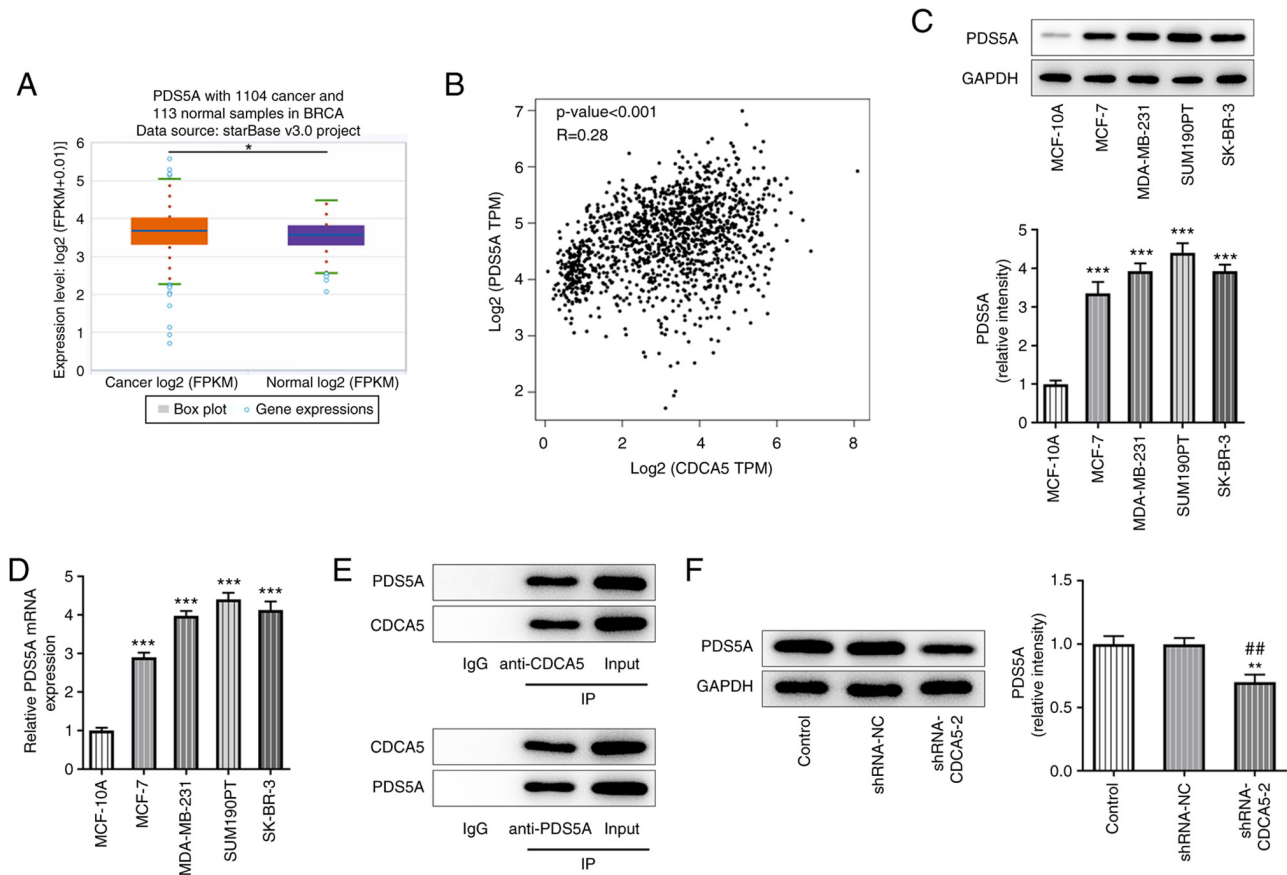 A
PDS5A with 1104 cancer and
113 normal samples in BRCA
Data source: starBase v3.0 project
*
Expression level: log2 (FPKM+0.01)]
6
5
4
3
2
1
0
Cancer log2 (FPKM)
Normal log2 (FPKM)
Box plot
Gene expressions
B
p-value<0.001
R=0.28
Log2 (PDS5A TPM)
7
6
5
4
3
2
0
2
4
6
8
Log2 (CDCA5 TPM)
C
PDS5A
GAPDH
MCF-10A
MCF-7
MDA-MB-231
SUM190PT
SK-BR-3
PDS5A
(relative intensity)
5
4
3
2
1
0
***
***
***
***
MCF-10A
MCF-7
MDA-MB-231
SUM190PT
SK-BR-3
D
Relative PDS5A mRNA
expression
5
4
3
2
1
0
***
***
***
***
MCF-10A
MCF-7
MDA-MB-231
SUM190PT
SK-BR-3
E
PDS5A
CDCA5
IgG anti-CDCA5 Input
IP
CDCA5
PDS5A
IgG anti-PDS5A Input
IP
F
PDS5A
GAPDH
Control
shRNA-NC
shRNA-
CDCA5-2
PDS5A
(relative intensity)
1.5
1.0
0.5
0.0
##
**
Control
shRNA-NC
shRNA-
CDCA5-2